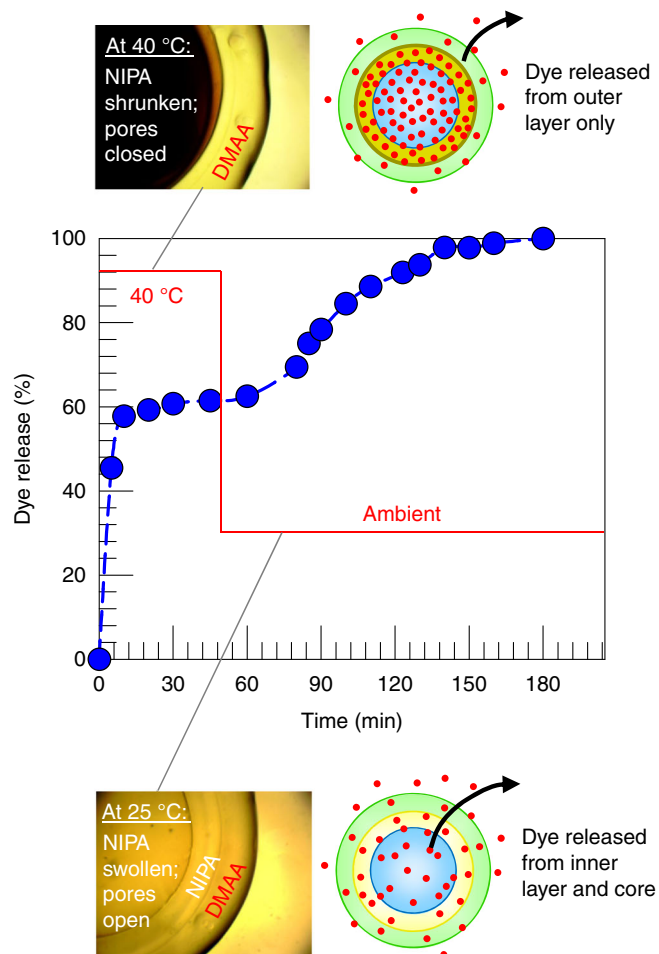 At 40 °C:
NIPA
shrunken;
pores
closed
DMAA
Dye released
from outer
layer only
100
80
60
40
20
0
Dye release (%)
40 °C
Ambient
0 30 60 90 120 150 180
Time (min)
At 25 °C:
NIPA
swollen;
pores
open
NIPA
DMAA
Dye released
from inner
layer and core